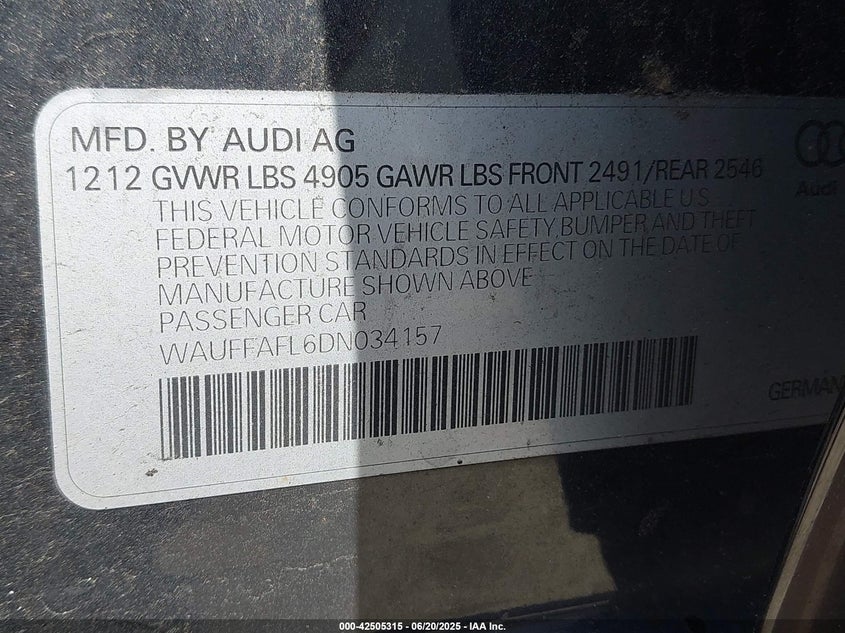 MFD. BY AUDI AG
1212 GVWR LBS 4905 GAWR LBS FRONT 2491/REAR 2546
THIS VEHICLE CONFORMS TO ALL APPLICABLE U S
FEDERAL MOTOR VEHICLE SAFETY,BUMPER AND THEFT
PREVENTION STANDARDS IN EFFECT ON THE DATE OF
MANUFACTURE SHOWN ABOVE
PASSENGER CAR
WAUFFAFL6DN034157
Audi
GERMAN
000-42505315 | 06/20/2025 | IAA Inc.